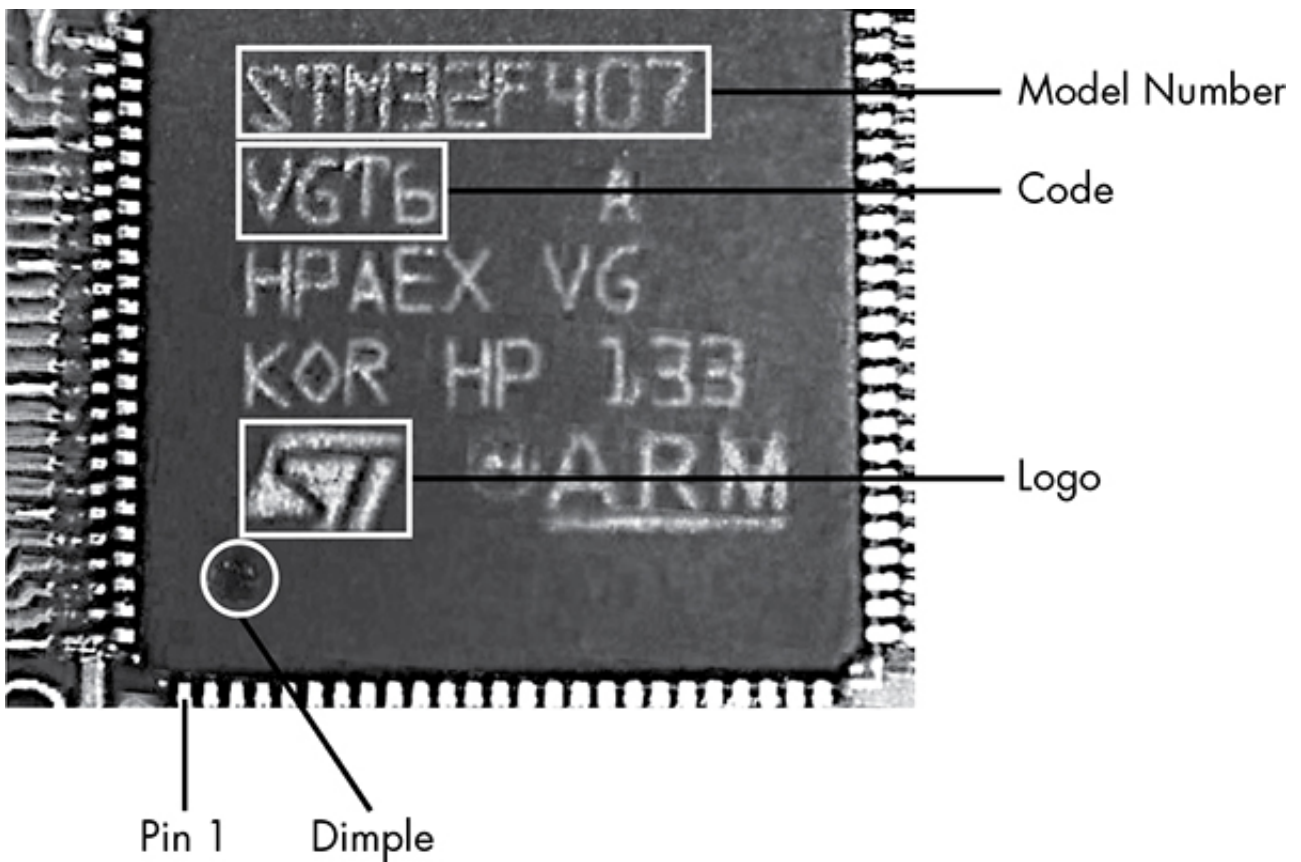 STM32F407
Model Number
VGT6 A
Code
HPAEX VG
KOR HP 133
ARM
Logo
Pin 1
Dimple